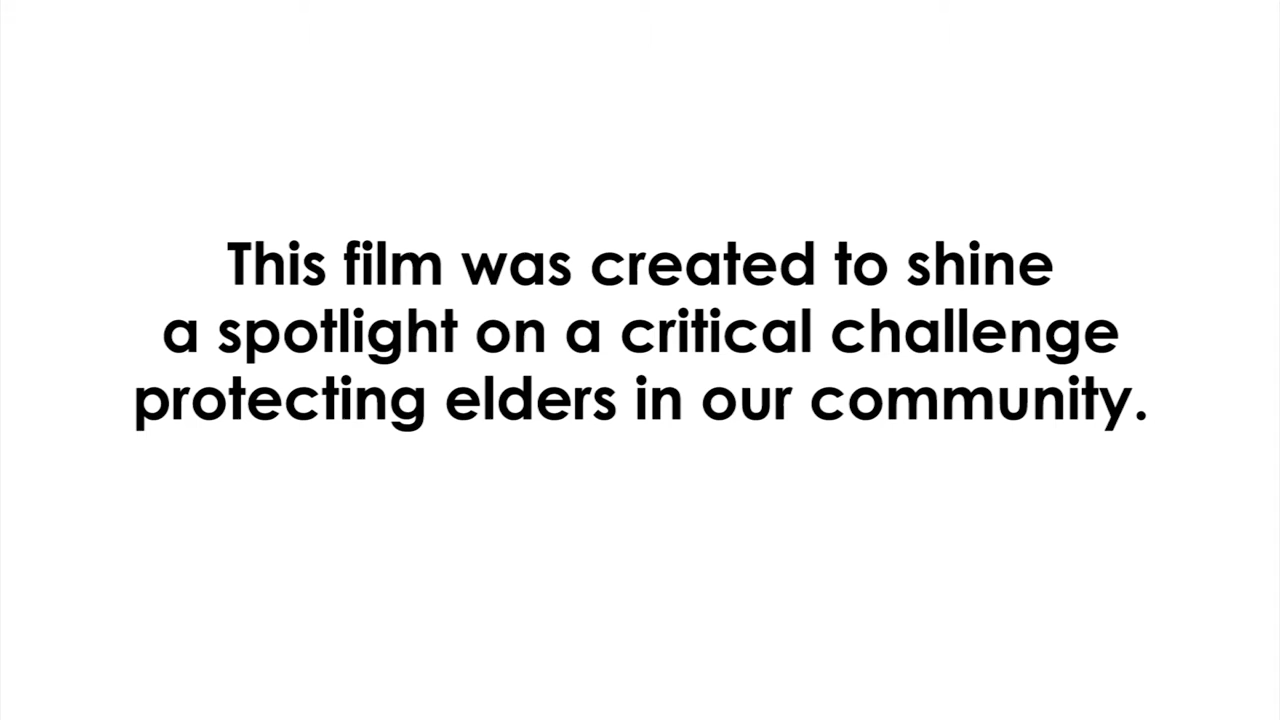 This film was created to shine
a spotlight on a critical challenge
protecting elders in our community.